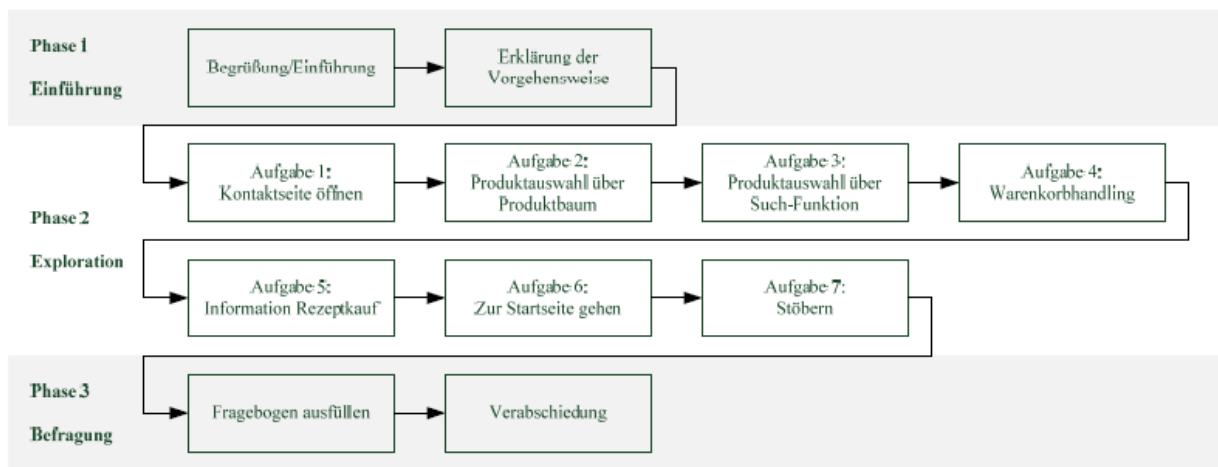 Phase 1
Einführung
Begrüßung/Einführung
Erklärung der
Vorgehensweise
Phase 2
Exploration
Aufgabe 1:
Kontaktseite öffnen
Aufgabe 2:
Produktauswahl über
Produktbaum
Aufgabe 3:
Produktauswahl über
Such-Funktion
Aufgabe 4:
Warenkorbhandling
Aufgabe 5:
Information Rezeptkauf
Aufgabe 6:
Zur Startseite gehen
Aufgabe 7:
Stöbern
Phase 3
Befragung
Fragebogen ausfüllen
Verabschiedung